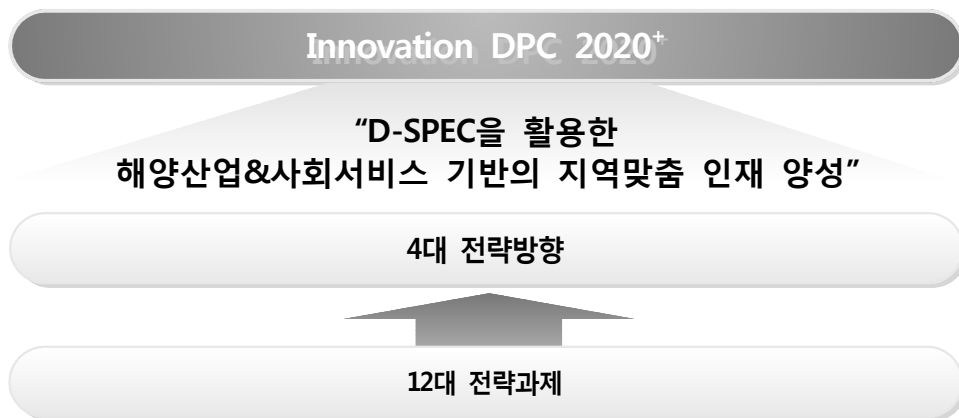 Innovation DPC 2020⁺
“D-SPEC을 활용한
해양산업&사회서비스 기반의 지역맞춤 인재 양성”
4대 전략방향
12대 전략과제